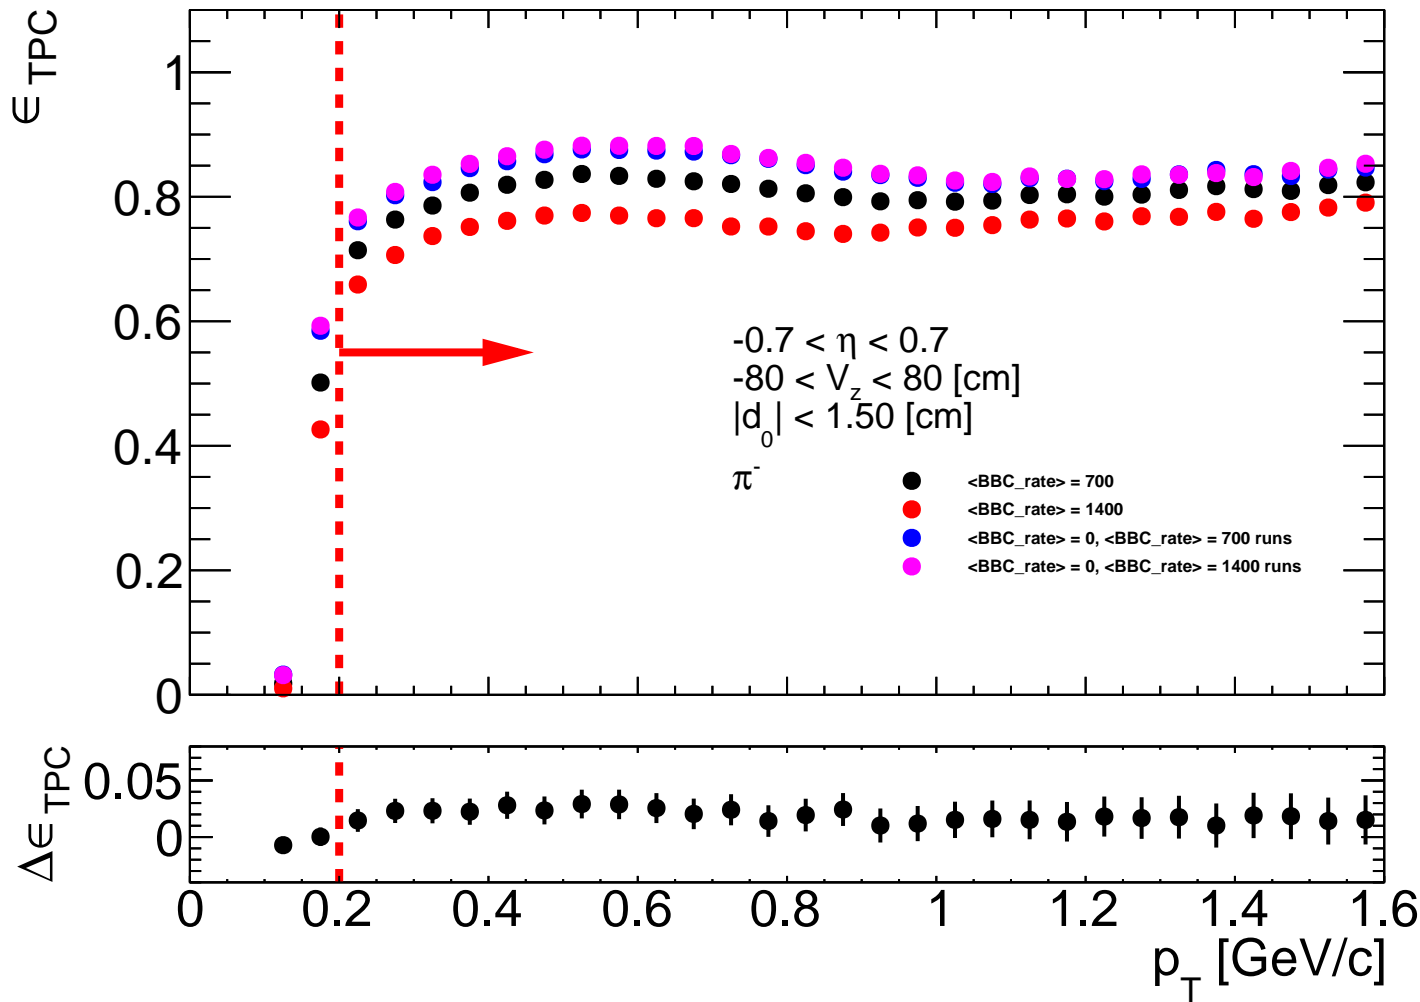 ϵ TPC
1
0.8
0.6
0.4
0.2
0
-0.7 < η < 0.7
-80 < Vz < 80 [cm]
|d0| < 1.50 [cm]
π-
<BBC_rate> = 700
<BBC_rate> = 1400
<BBC_rate> = 0, <BBC_rate> = 700 runs
<BBC_rate> = 0, <BBC_rate> = 1400 runs
Δϵ TPC
0.05
0
0 0.2 0.4 0.6 0.8 1 1.2 1.4 1.6
pT [GeV/c]